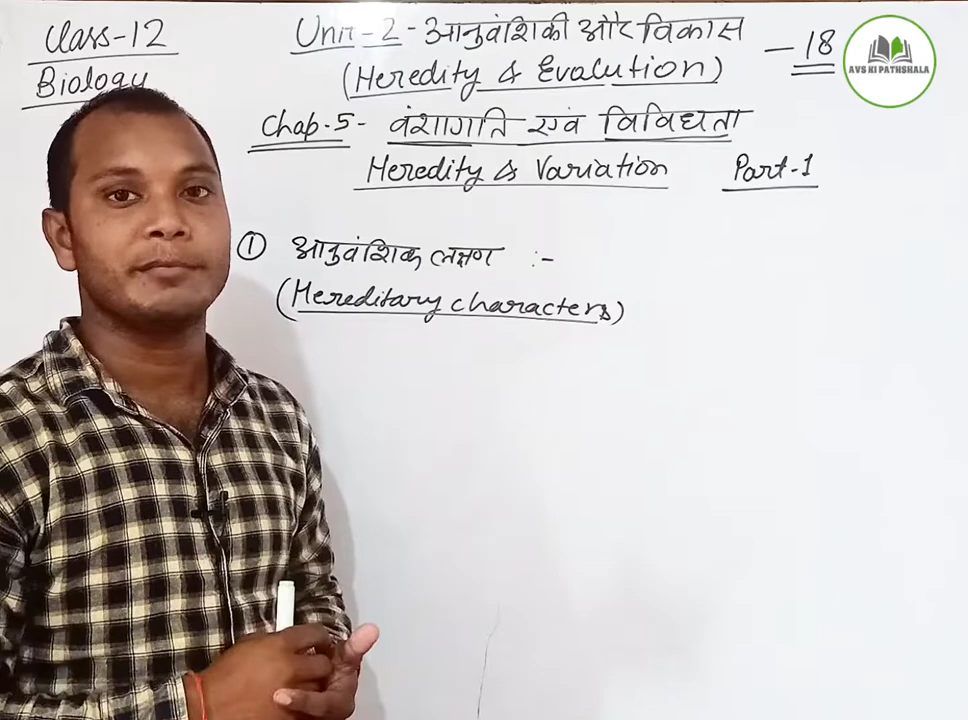 Class-12
Biology
Unit-2- आनुवंशिकी और विकास
(Heredity & Evalution)
- 18
AVS KI PATHSHALA
Chap.5- वंशागति एवं विविधता
Heredity & Variation
Part-1
① आनुवंशिक लक्षण :-
(Hereditary characters)